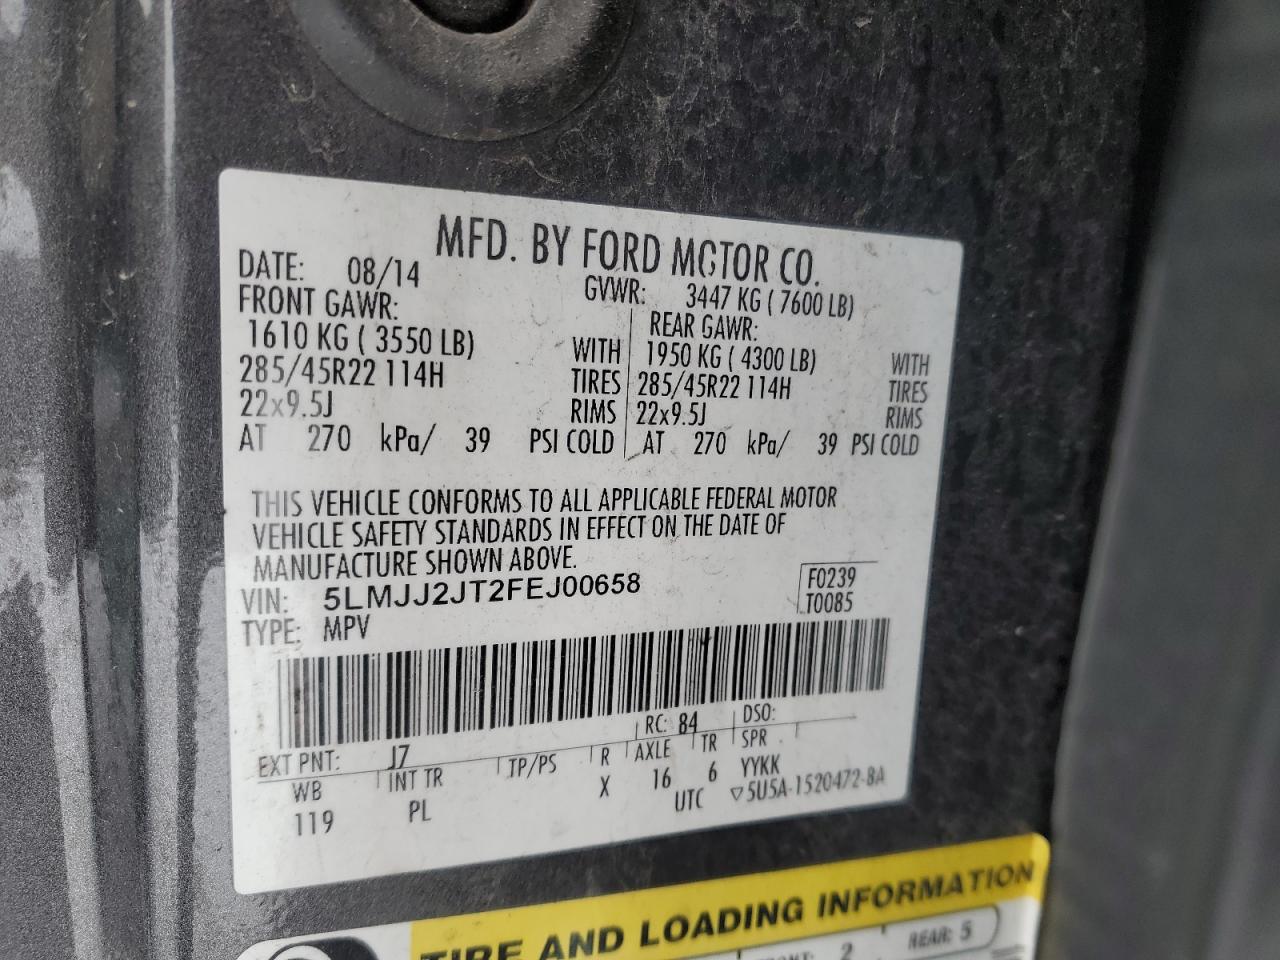 MFD. BY FORD MOTOR CO.
DATE: 08/14 GVWR: 3447 KG ( 7600 LB)
FRONT GAWR: REAR GAWR:
1610 KG ( 3550 LB) WITH 1950 KG ( 4300 LB) WITH
285/45R22 114H TIRES 285/45R22 114H TIRES
22x9.5J RIMS 22x9.5J RIMS
AT 270 kPa/ 39 PSI COLD AT 270 kPa/ 39 PSI COLD
THIS VEHICLE CONFORMS TO ALL APPLICABLE FEDERAL MOTOR
VEHICLE SAFETY STANDARDS IN EFFECT ON THE DATE OF
MANUFACTURE SHOWN ABOVE.
VIN: 5LMJJ2JT2FEJ00658 F0239
TYPE: MPV T0085
EXT PNT: J7 RC: 84 DSO:
WB INT TR TP/PS R AXLE TR SPR
119 PL X 16 6 YYKK
UTC ▽5U5A-1520472-BA
TIRE AND LOADING INFORMATION
2 REAR: 5